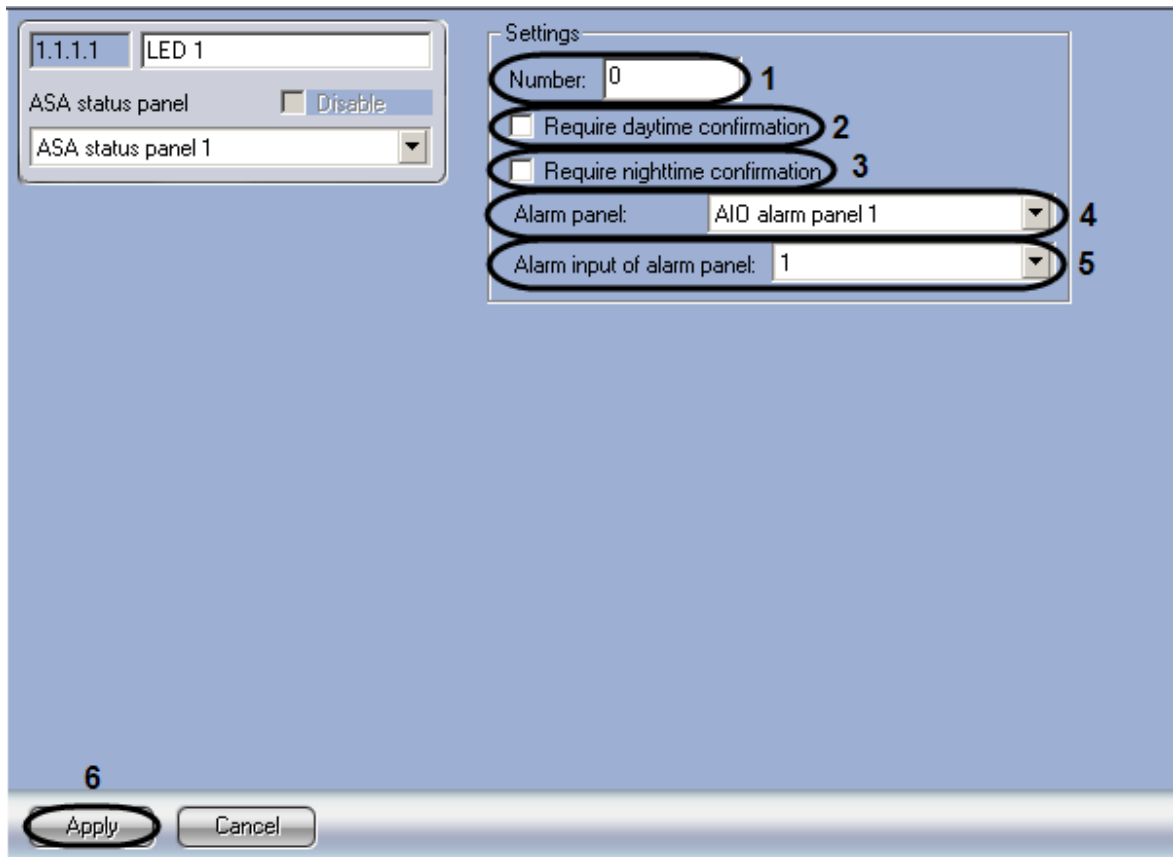 1.1.1.1 LED 1
ASA status panel Disable
ASA status panel 1
Settings
Number: 0 1
Require daytime confirmation 2
Require nighttime confirmation 3
Alarm panel: AIO alarm panel 1 4
Alarm input of alarm panel: 1 5
6
Apply Cancel